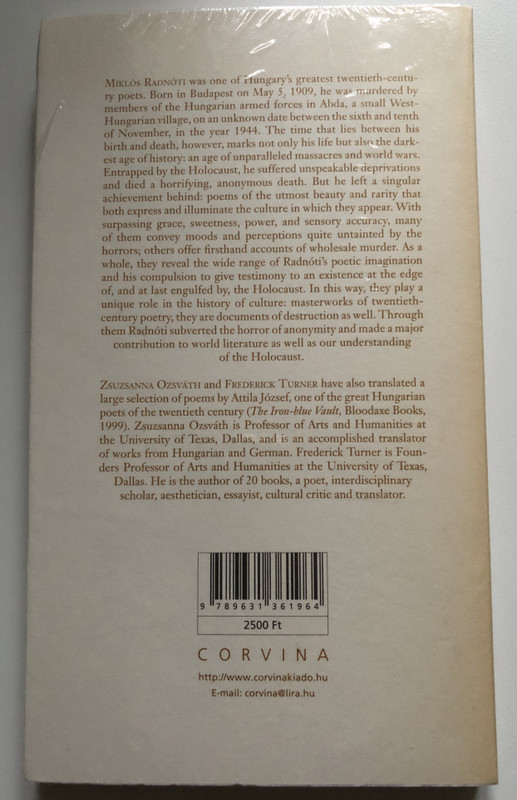 MIKLÓS RADNÓTI was one of Hungary's greatest twentieth-centu-
ry poets. Born in Budapest on May 5, 1909, he was murdered by
members of the Hungarian armed forces in Abda, a small West-
Hungarian village, on an unknown date between the sixth and tenth
of November, in the year 1944. The time that lies between his
birth and death, however, marks not only his life but also the dark-
est age of history: an age of unparalleled massacres and world wars.
Entrapped by the Holocaust, he suffered unspeakable deprivations
and died a horrifying, anonymous death. But he left a singular
achievement behind: poems of the utmost beauty and rarity that
both express and illuminate the culture in which they appear. With
surpassing grace, sweetness, power, and sensory accuracy, many
of them convey moods and perceptions quite untainted by the
horrors; others offer firsthand accounts of wholesale murder. As a
whole, they reveal the wide range of Radnóti's poetic imagination
and his compulsion to give testimony to an existence at the edge
of, and at last engulfed by, the Holocaust. In this way, they play a
unique role in the history of culture: masterworks of twentieth-
century poetry, they are documents of destruction as well. Through
them Radnóti subverted the horror of anonymity and made a major
contribution to world literature as well as our understanding
of the Holocaust.
ZSUZSANNA OZSVÁTH and FREDERICK TURNER have also translated a
large selection of poems by Attila József, one of the great Hungarian
poets of the twentieth century (The Iron-blue Vault, Bloodaxe Books,
1999). Zsuzsanna Ozsváth is Professor of Arts and Humanities at
the University of Texas, Dallas, and is an accomplished translator
of works from Hungarian and German. Frederick Turner is Foun-
ders Professor of Arts and Humanities at the University of Texas,
Dallas. He is the author of 20 books, a poet, interdisciplinary
scholar, aesthetician, essayist, cultural critic and translator.
9 789631 361964
2500 Ft
CORVINA
http://www.corvinakiado.hu
E-mail: corvina@lira.hu